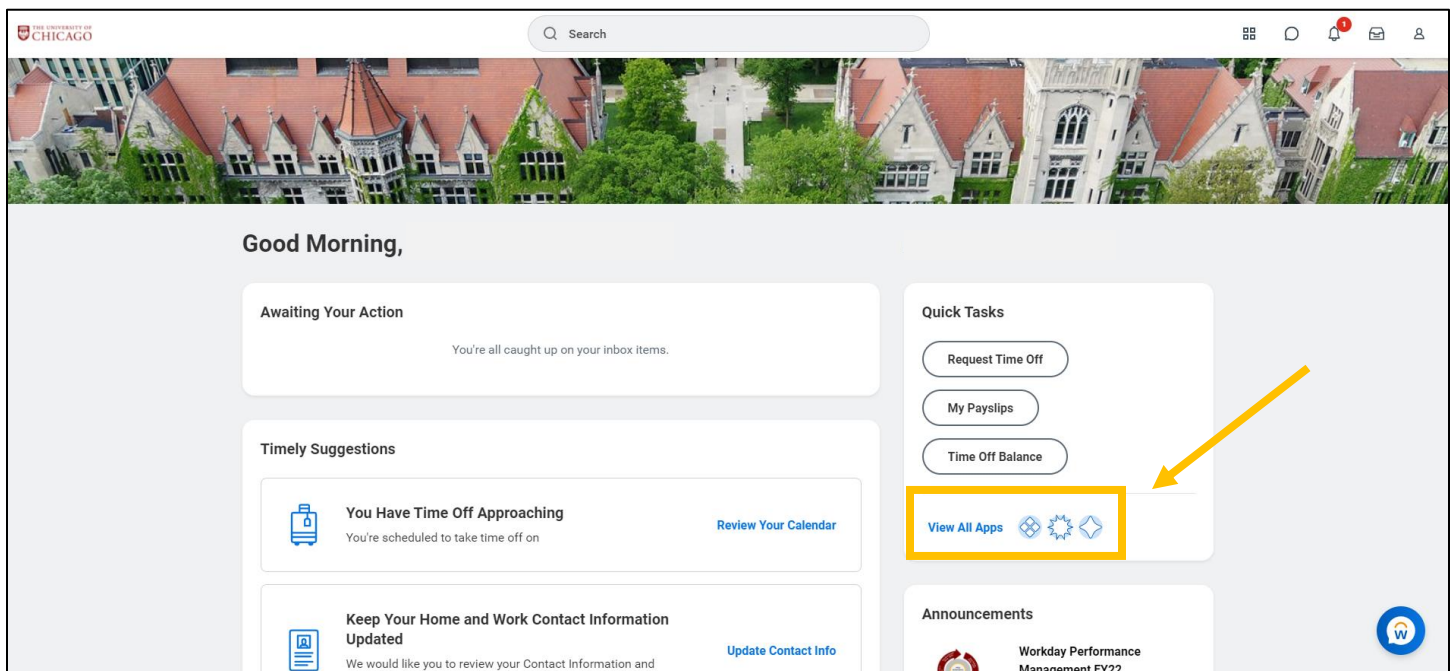 THE UNIVERSITY OF
CHICAGO
Search
1
Good Morning,
Awaiting Your Action
You're all caught up on your inbox items.
Timely Suggestions
You Have Time Off Approaching
You're scheduled to take time off on
Review Your Calendar
Keep Your Home and Work Contact Information
Updated
We would like you to review your Contact Information and
Update Contact Info
Quick Tasks
Request Time Off
My Payslips
Time Off Balance
View All Apps
Announcements
Workday Performance
Management FY22
W